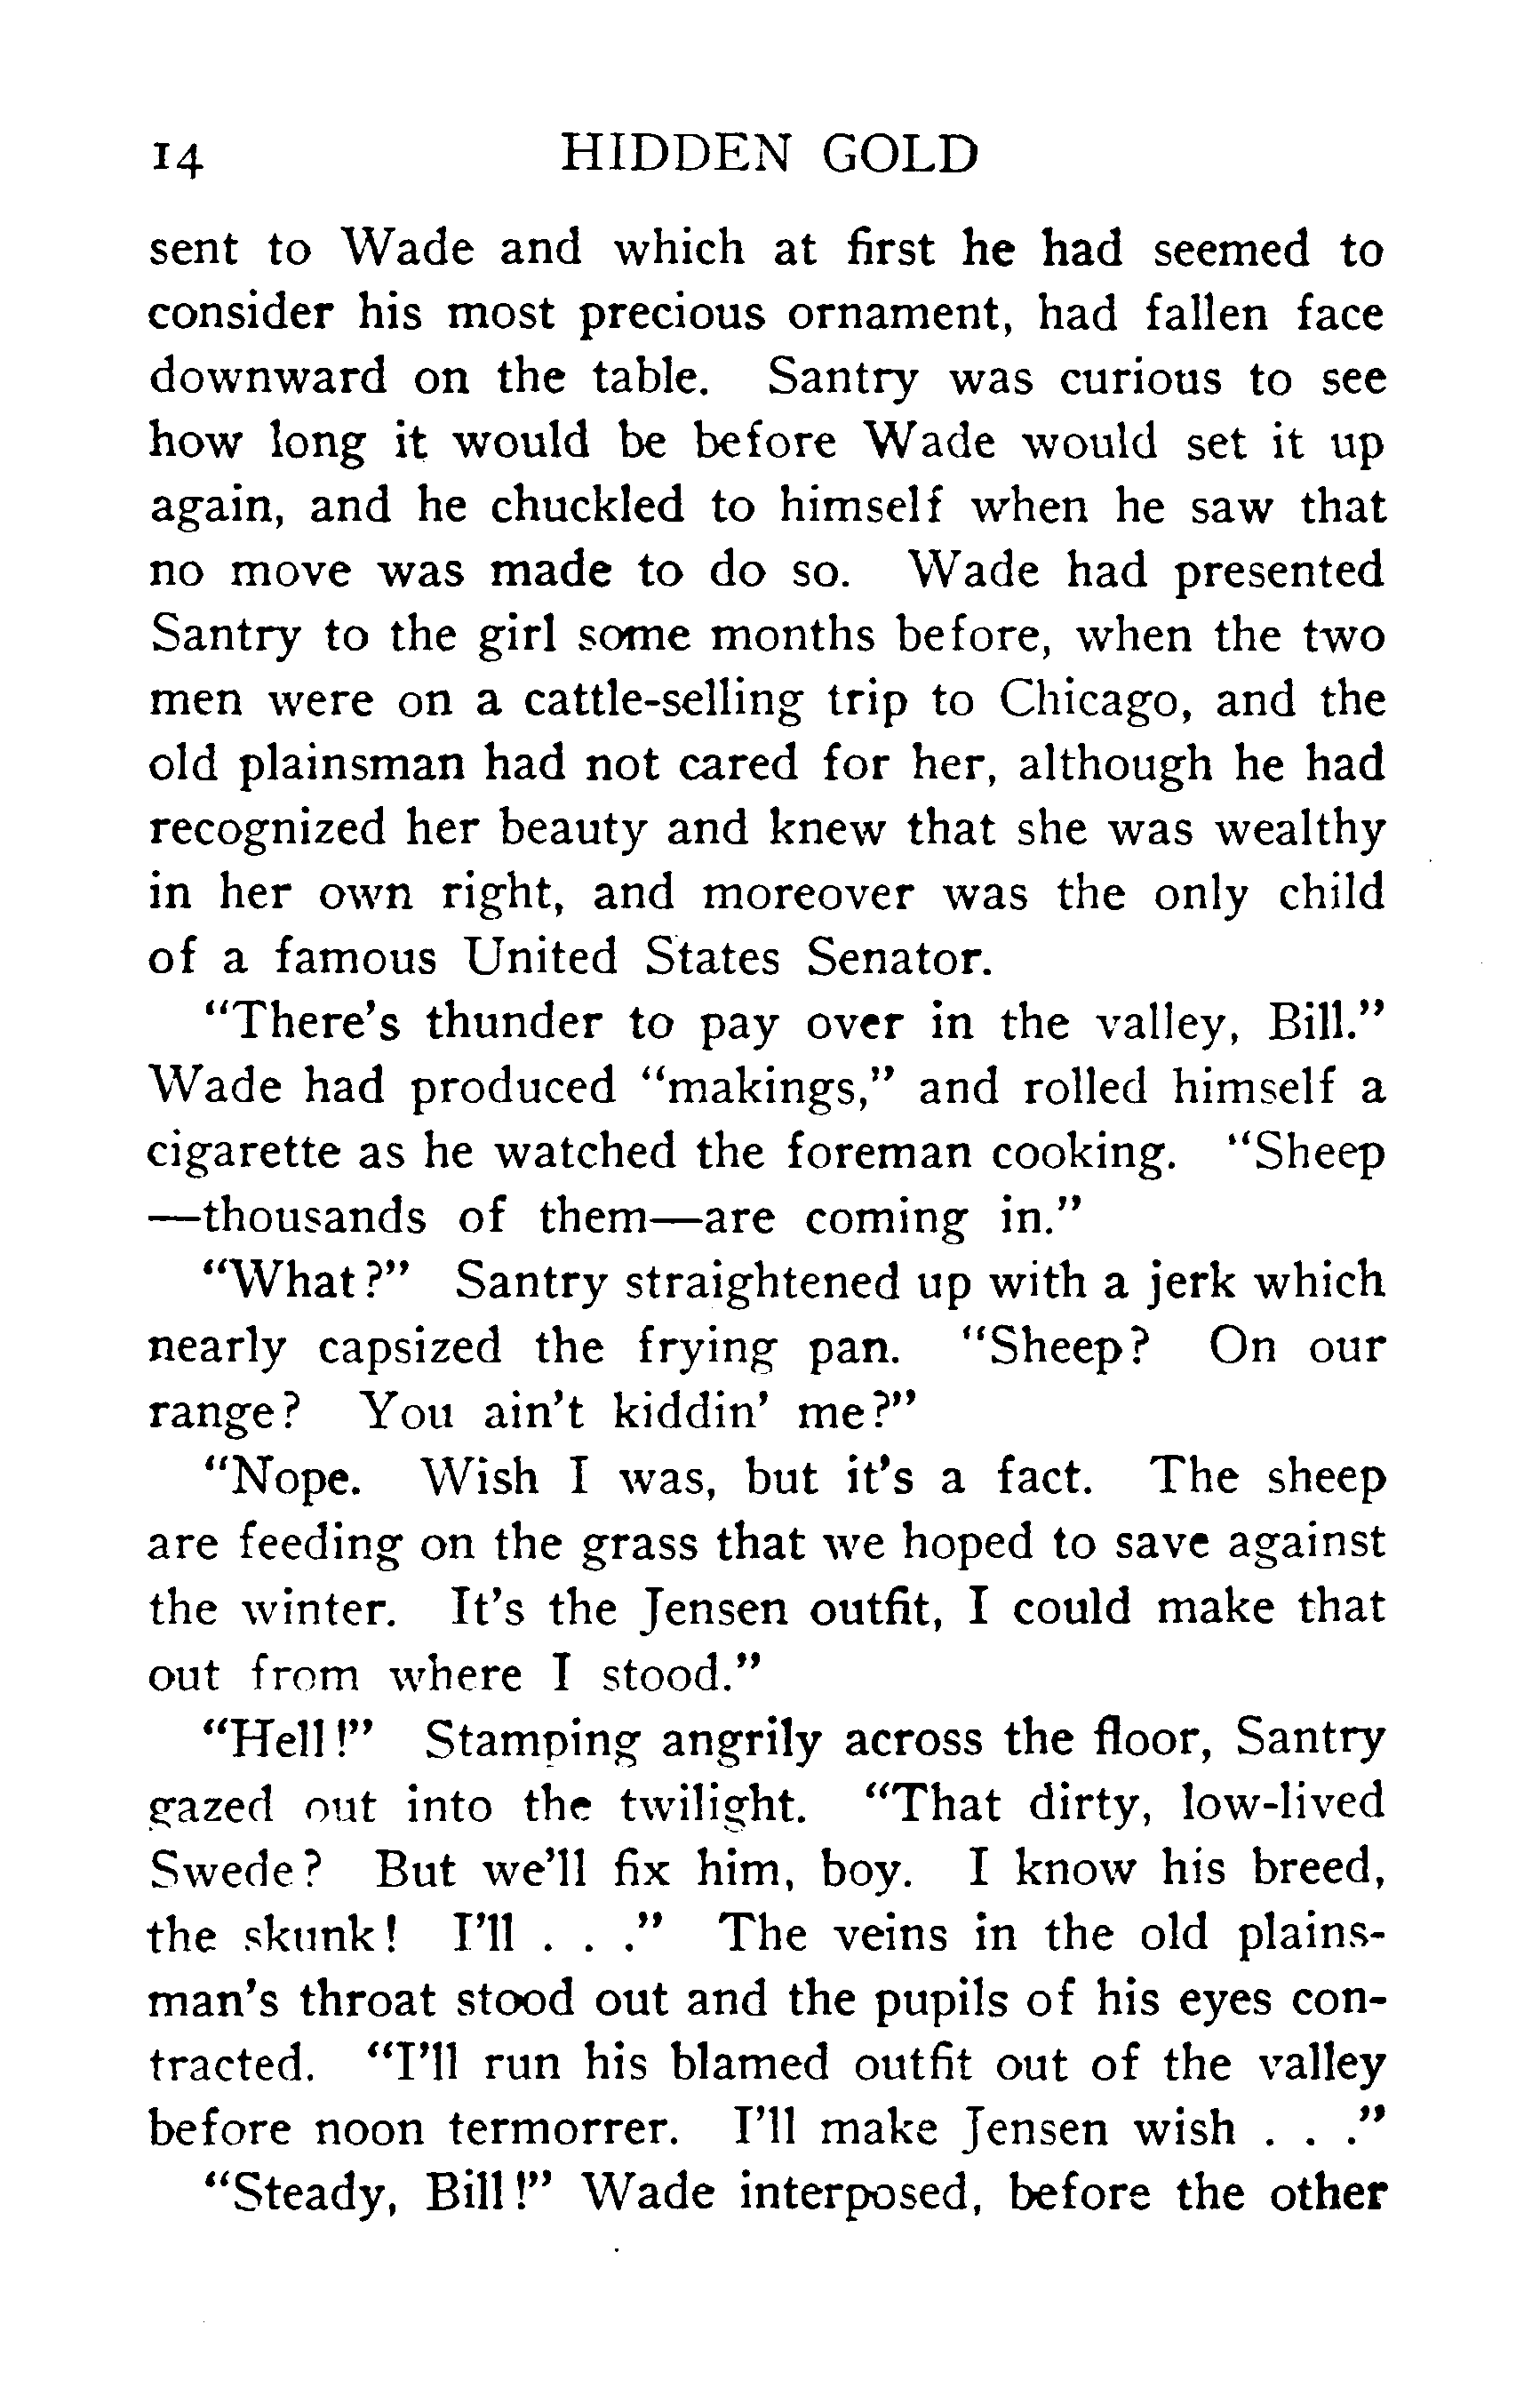 14 HIDDEN GOLD
sent to Wade and which at first he had seemed to
consider his most precious ornament, had fallen face
downward on the table. Santry was curious to see
how long it would be before Wade would set it up
again, and he chuckled to himself when he saw that
no move was made to do so. Wade had presented
Santry to the girl some months before, when the two
men were on a cattle-selling trip to Chicago, and the
old plainsman had not cared for her, although he had
recognized her beauty and knew that she was wealthy
in her own right, and moreover was the only child
of a famous United States Senator.
"There's thunder to pay over in the valley, Bill."
Wade had produced "makings," and rolled himself a
cigarette as he watched the foreman cooking. "Sheep
—thousands of them—are coming in."
"What?" Santry straightened up with a jerk which
nearly capsized the frying pan. "Sheep? On our
range? You ain't kiddin' me?"
"Nope. Wish I was, but it's a fact. The sheep
are feeding on the grass that we hoped to save against
the winter. It's the Jensen outfit, I could make that
out from where I stood."
"Hell!" Stamping angrily across the floor, Santry
gazed out into the twilight. "That dirty, low-lived
Swede? But we'll fix him, boy. I know his breed,
the skunk! I'll . . ." The veins in the old plains-
man's throat stood out and the pupils of his eyes con-
tracted. "I'll run his blamed outfit out of the valley
before noon termorrer. I'll make Jensen wish . . ."
"Steady, Bill!" Wade interposed, before the other